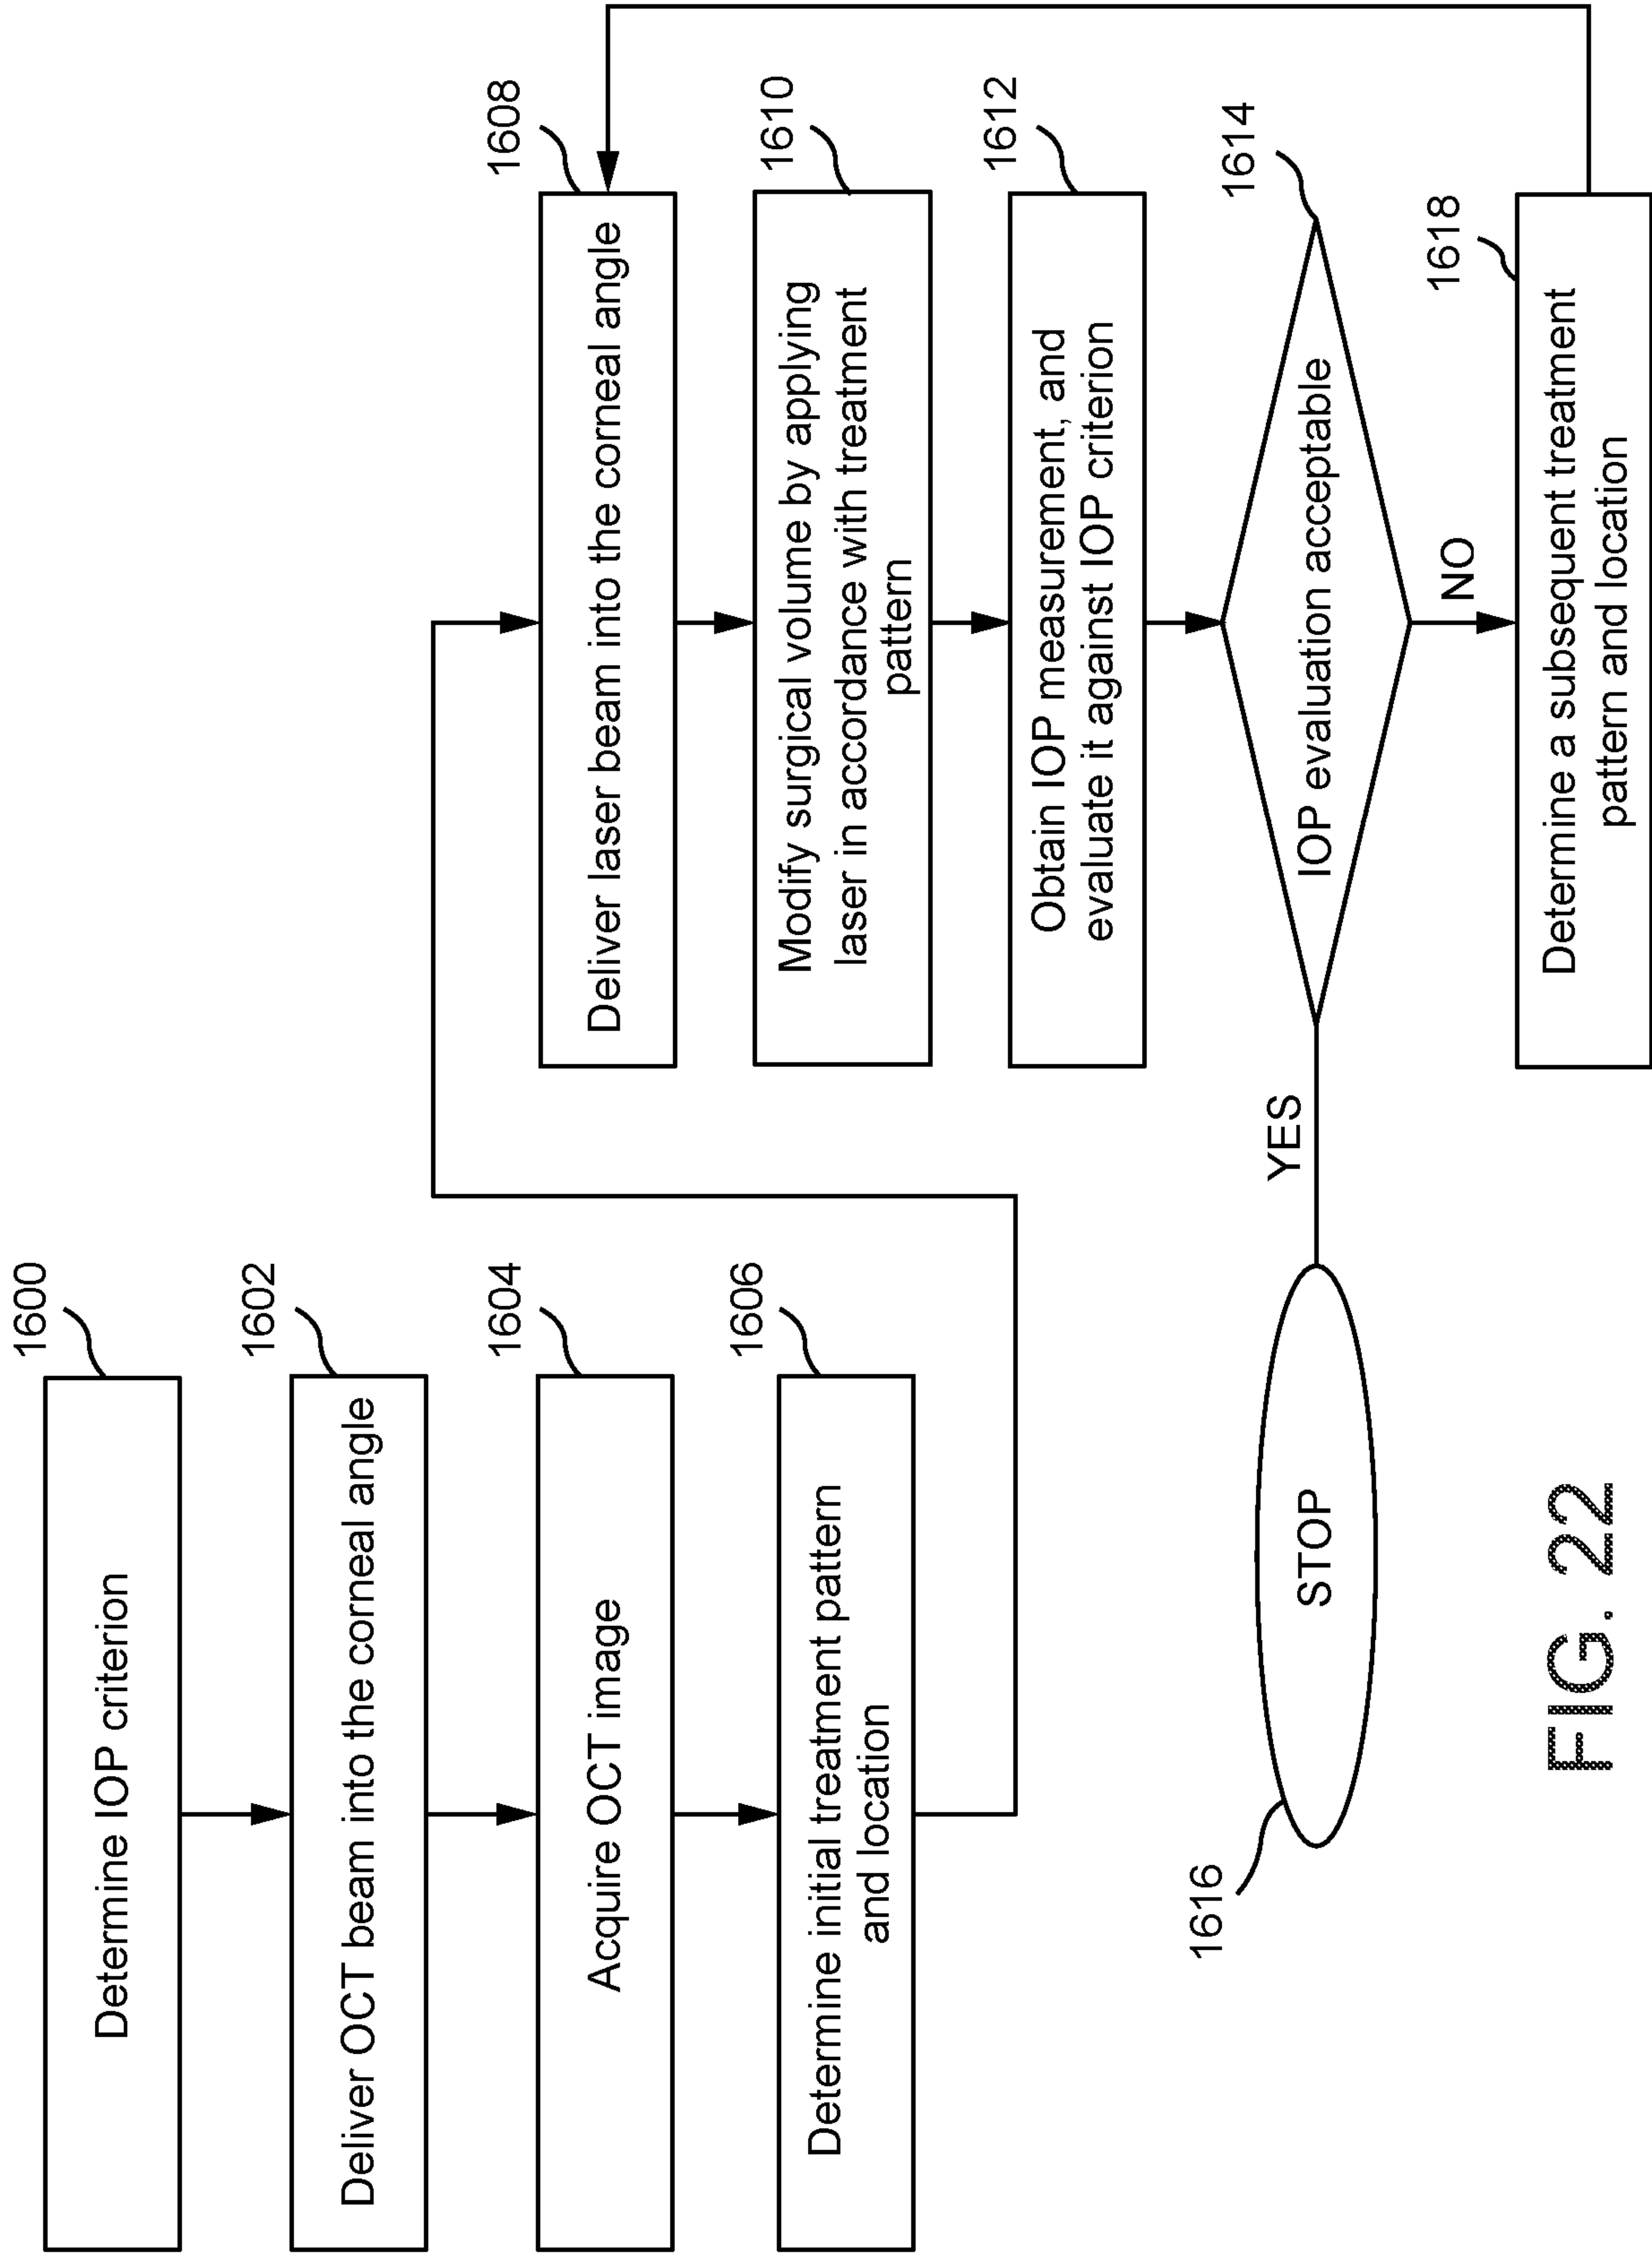 1600
Determine IOP criterion
1602
Deliver OCT beam into the corneal angle
1604
Acquire OCT image
1606
Determine initial treatment pattern
and location
1608
Deliver laser beam into the corneal angle
1610
Modify surgical volume by applying
laser in accordance with treatment
pattern
1612
Obtain IOP measurement, and
evaluate it against IOP criterion
1614
IOP evaluation acceptable
YES
NO
1616
STOP
1618
Determine a subsequent treatment
pattern and location
FIG. 22